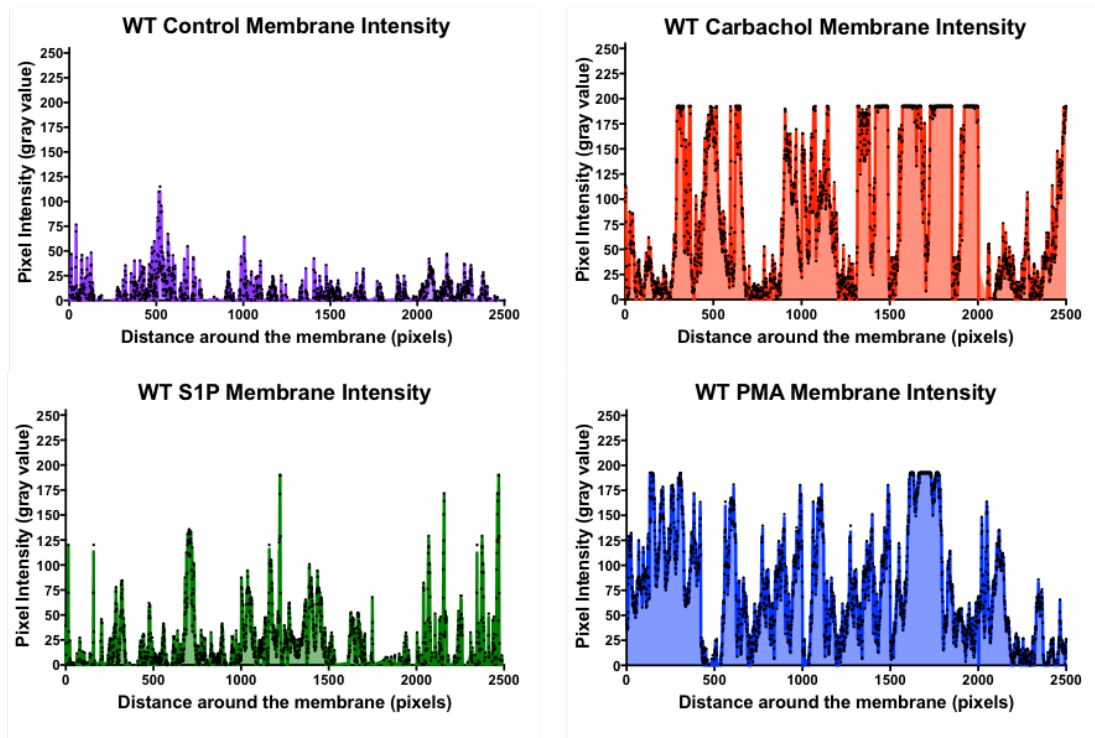 WT Control Membrane Intensity
Pixel Intensity (gray value)
250
225
200
175
150
125
100
75
50
25
0
0 500 1000 1500 2000 2500
Distance around the membrane (pixels)
WT Carbachol Membrane Intensity
Pixel Intensity (gray value)
250
225
200
175
150
125
100
75
50
25
0
0 500 1000 1500 2000 2500
Distance around the membrane (pixels)
WT S1P Membrane Intensity
Pixel Intensity (gray value)
250
225
200
175
150
125
100
75
50
25
0
0 500 1000 1500 2000 2500
Distance around the membrane (pixels)
WT PMA Membrane Intensity
Pixel Intensity (gray value)
250
225
200
175
150
125
100
75
50
25
0
0 500 1000 1500 2000 2500
Distance around the membrane (pixels)